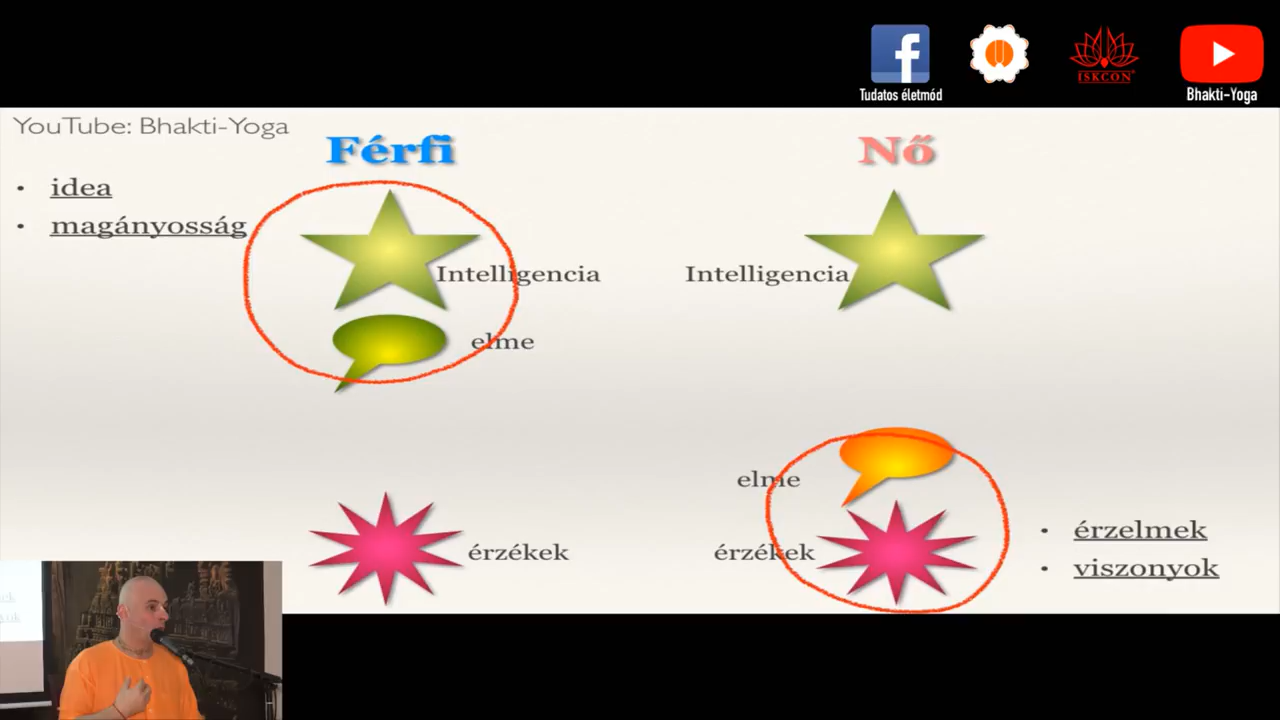 Tudatos életmód
ISKCON
Bhakti-Yoga
YouTube: Bhakti-Yoga
Férfi
Nő
idea
magányosság
Intelligencia
Intelligencia
elme
elme
érzékek
érzékek
érzelmek
viszonyok